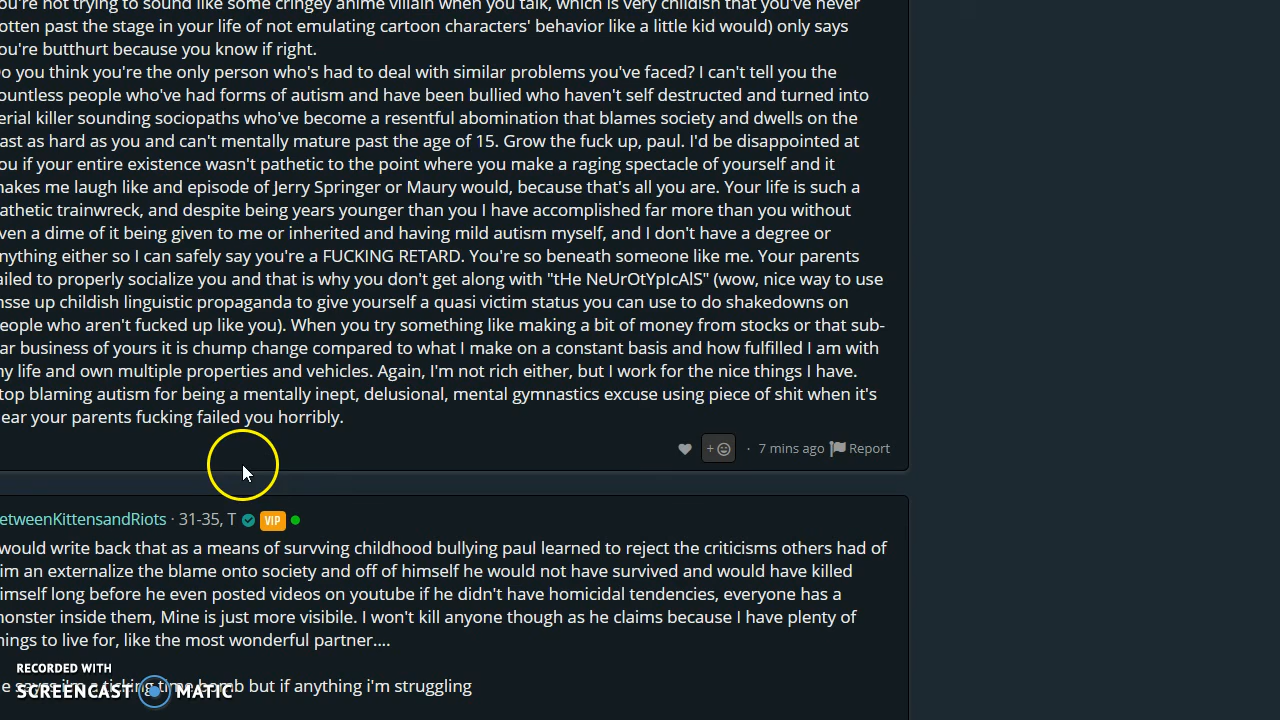 ou're not trying to sound like some cringey anime villain when you talk, which is very childish that you've never
otten past the stage in your life of not emulating cartoon characters' behavior like a little kid would) only says
ou're butthurt because you know if right.
o you think you're the only person who's had to deal with similar problems you've faced? I can't tell you the
ountless people who've had forms of autism and have been bullied who haven't self destructed and turned into
erial killer sounding sociopaths who've become a resentful abomination that blames society and dwells on the
ast as hard as you and can't mentally mature past the age of 15. Grow the fuck up, paul. I'd be disappointed at
ou if your entire existence wasn't pathetic to the point where you make a raging spectacle of yourself and it
nakes me laugh like and episode of Jerry Springer or Maury would, because that's all you are. Your life is such a
athetic trainwreck, and despite being years younger than you I have accomplished far more than you without
ven a dime of it being given to me or inherited and having mild autism myself, and I don't have a degree or
nything either so I can safely say you're a FUCKING RETARD. You're so beneath someone like me. Your parents
ailed to properly socialize you and that is why you don't get along with "tHe NeUrOtYpIcAlS" (wow, nice way to use
nsse up childish linguistic propaganda to give yourself a quasi victim status you can use to do shakedowns on
eople who aren't fucked up like you). When you try something like making a bit of money from stocks or that sub-
ar business of yours it is chump change compared to what I make on a constant basis and how fulfilled I am with
ny life and own multiple properties and vehicles. Again, I'm not rich either, but I work for the nice things I have.
top blaming autism for being a mentally inept, delusional, mental gymnastics excuse using piece of shit when it's
ear your parents fucking failed you horribly.
· 7 mins ago Report
etweenKittensandRiots · 31-35, T VIP
would write back that as a means of survving childhood bullying paul learned to reject the criticisms others had of
im an externalize the blame onto society and off of himself he would not have survived and would have killed
imself long before he even posted videos on youtube if he didn't have homicidal tendencies, everyone has a
nonster inside them, Mine is just more visibile. I won't kill anyone though as he claims because I have plenty of
nings to live for, like the most wonderful partner....
RECORDED WITH
SCREENCAST MATIC
e says i'm a ticking time bomb but if anything i'm struggling